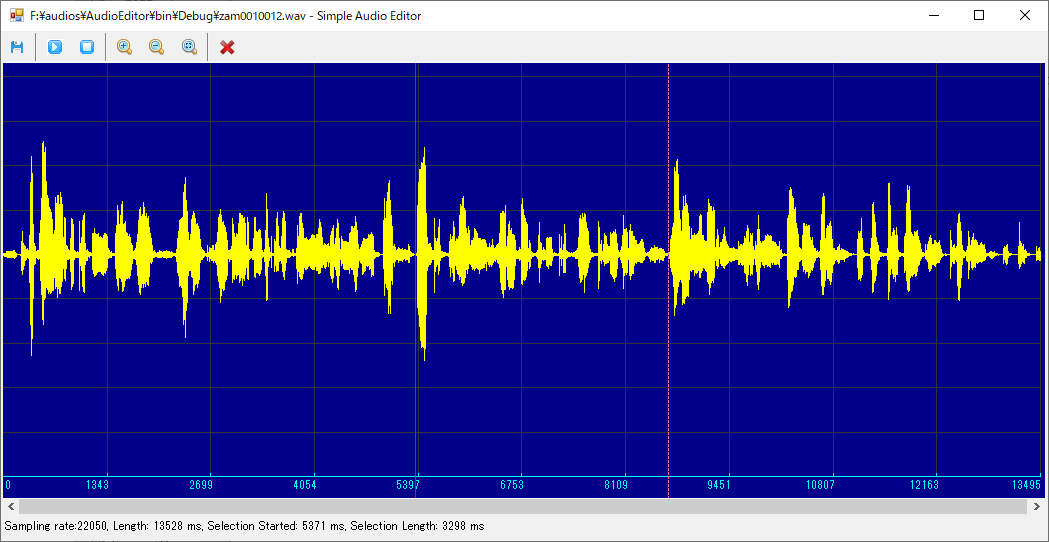 F:¥audios¥AudioEditor¥bin¥Debug¥zam0010012.wav - Simple Audio Editor
0 1343 2699 4054 5397 6753 8109 9451 10807 12163 13495
Sampling rate:22050, Length: 13528 ms, Selection Started: 5371 ms, Selection Length: 3298 ms